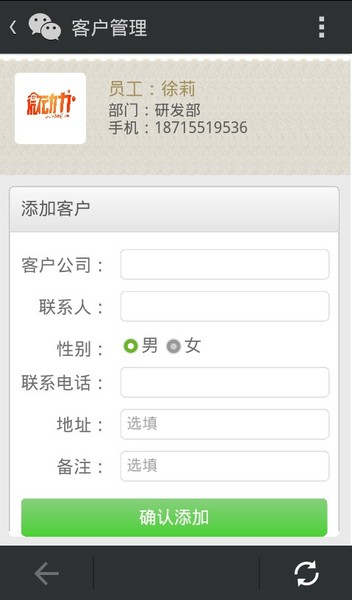 客户管理
员工：徐莉
部门：研发部
手机：18715519536
添加客户
客户公司：
联系人：
性别：
男 女
联系电话：
地址：
选填
备注：
选填
确认添加